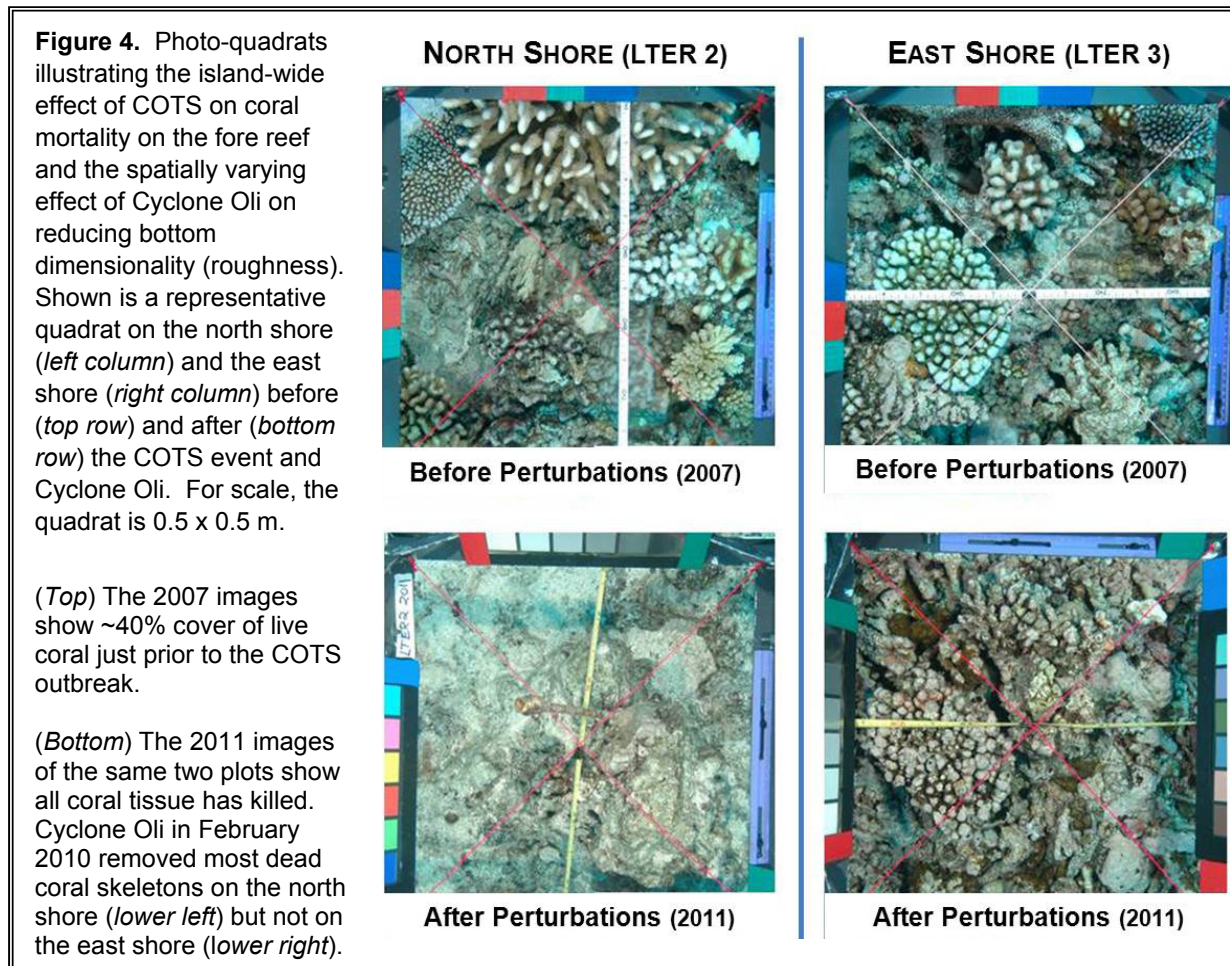 Figure 4. Photo-quadrats
illustrating the island-wide
effect of COTS on coral
mortality on the fore reef
and the spatially varying
effect of Cyclone Oli on
reducing bottom
dimensionality (roughness).
Shown is a representative
quadrat on the north shore
(left column) and the east
shore (right column) before
(top row) and after (bottom
row) the COTS event and
Cyclone Oli. For scale, the
quadrat is 0.5 x 0.5 m.
(Top) The 2007 images
show ~40% cover of live
coral just prior to the COTS
outbreak.
(Bottom) The 2011 images
of the same two plots show
all coral tissue has killed.
Cyclone Oli in February
2010 removed most dead
coral skeletons on the north
shore (lower left) but not on
the east shore (lower right).
NORTH SHORE (LTER 2)
Before Perturbations (2007)
LTER2 2011
After Perturbations (2011)
EAST SHORE (LTER 3)
Before Perturbations (2007)
After Perturbations (2011)